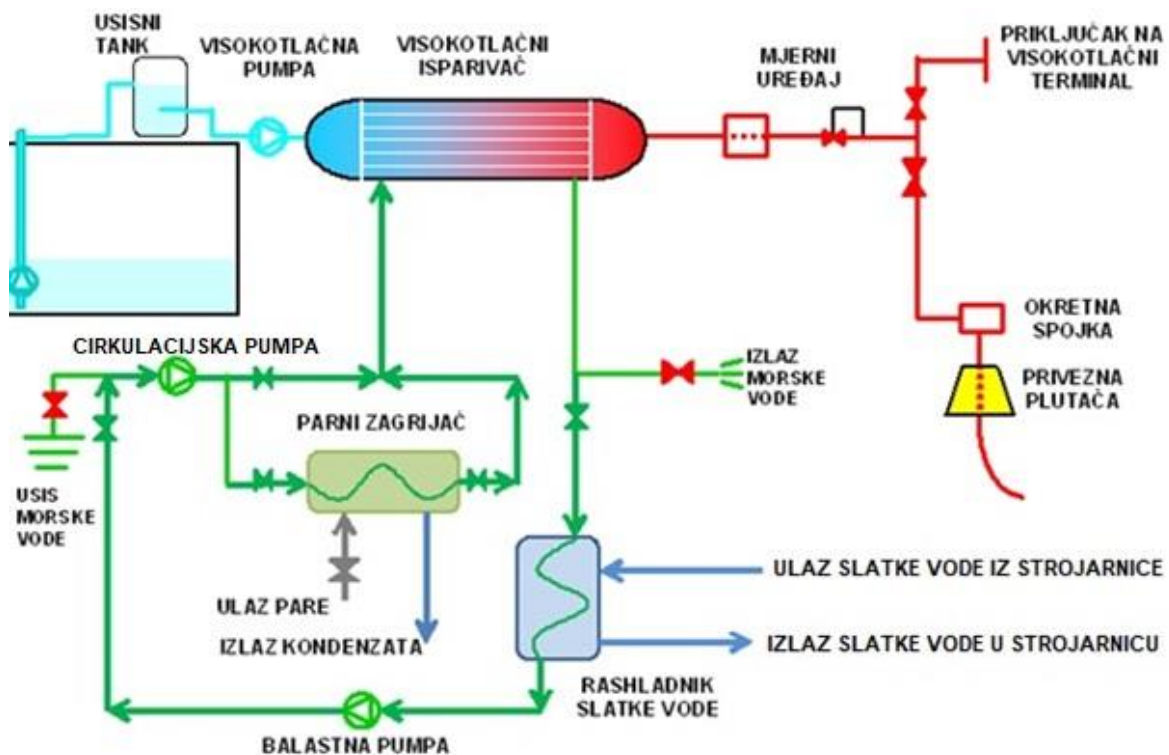 USISNI
TANK
VISOKOTLAČNA
PUMPA
VISOKOTLAČNI
ISPARIVAČ
MJERNI
UREĐAJ
PRIKLJUČAK NA
VISOKOTLAČNI
TERMINAL
OKRETNA
SPOJKA
PRIVEZNA
PLUTAČA
CIRKULACIJSKA PUMPA
IZLAZ
MORSKE
VODE
PARNI ZAGRIJAČ
USIS
MORSKE
VODE
ULAZ PARE
IZLAZ KONDENZATA
ULAZ SLATKE VODE IZ STROJARNICE
IZLAZ SLATKE VODE U STROJARNICU
RASHLADNIK
SLATKE VODE
BALASTNA PUMPA